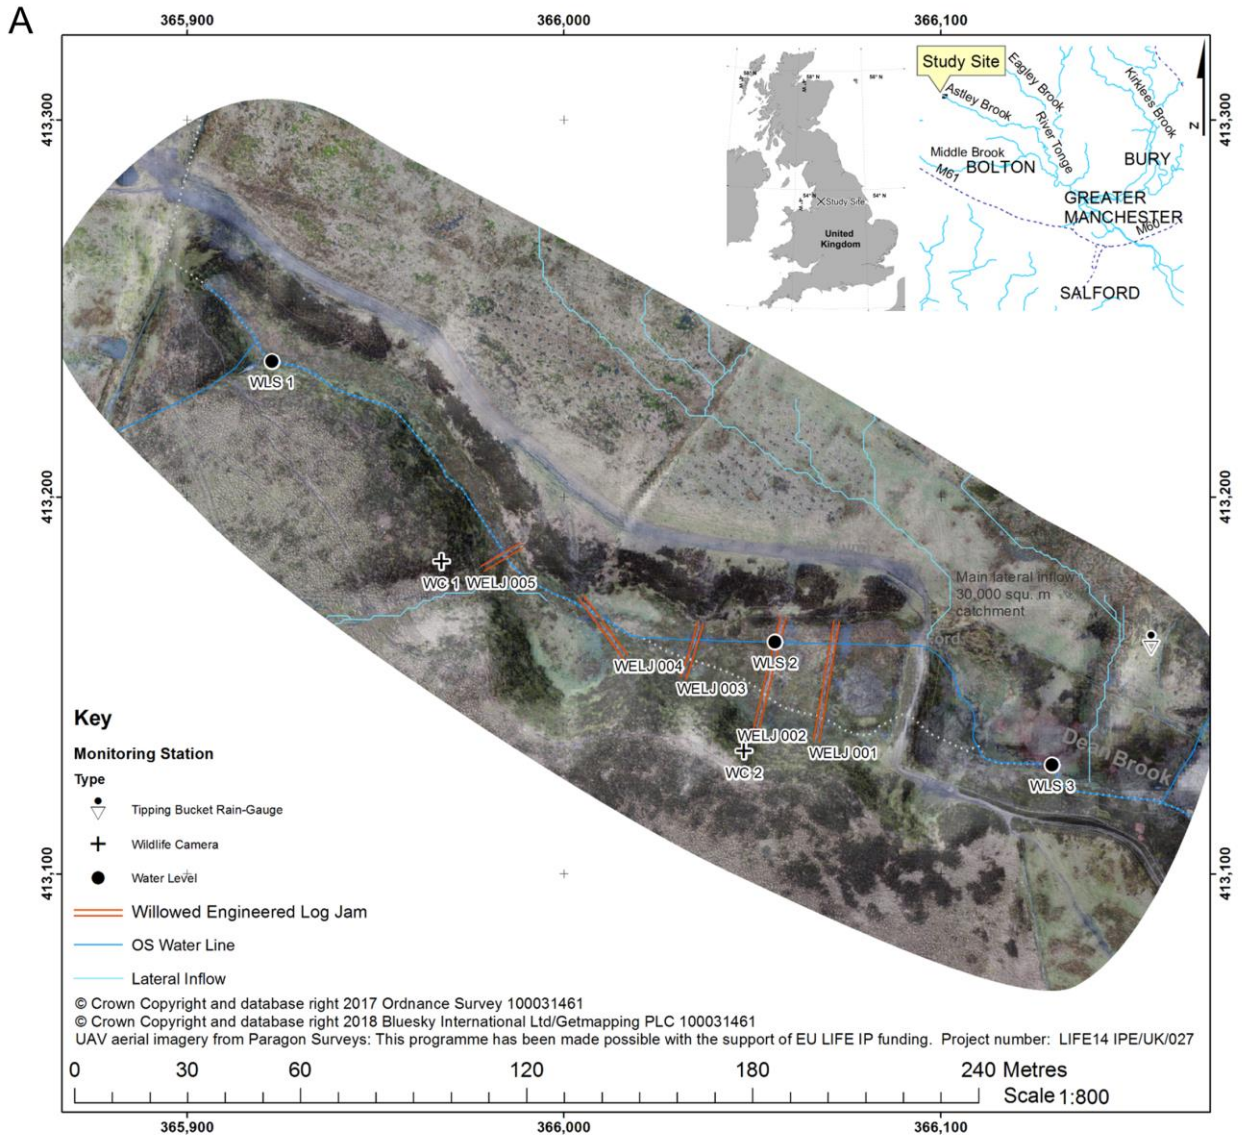 A
365,900
366,000
366,100
413,300
413,300
Study Site
Eagley Brook
Kirklees Brook
Astley Brook
River Tonge
Middle Brook
BOLTON
BURY
M61
GREATER
MANCHESTER
M60
SALFORD
N
Study Site
United
Kingdom
56° N
54° N
54° N
WLS 1
413,200
413,200
WC 1
WELJ 005
Main lateral inflow
30,000 squ. m
catchment
WELJ 004
WLS 2
WELJ 003
WELJ 002
WELJ 001
WC 2
Dean Brook
WLS 3
413,100
413,100
Key
Monitoring Station
Type
Tipping Bucket Rain-Gauge
Wildlife Camera
Water Level
Willowed Engineered Log Jam
OS Water Line
Lateral Inflow
© Crown Copyright and database right 2017 Ordnance Survey 100031461
© Crown Copyright and database right 2018 Bluesky International Ltd/Getmapping PLC 100031461
UAV aerial imagery from Paragon Surveys: This programme has been made possible with the support of EU LIFE IP funding. Project number: LIFE14 IPE/UK/027
0 30 60 120 180 240 Metres
Scale 1:800
365,900
366,000
366,100